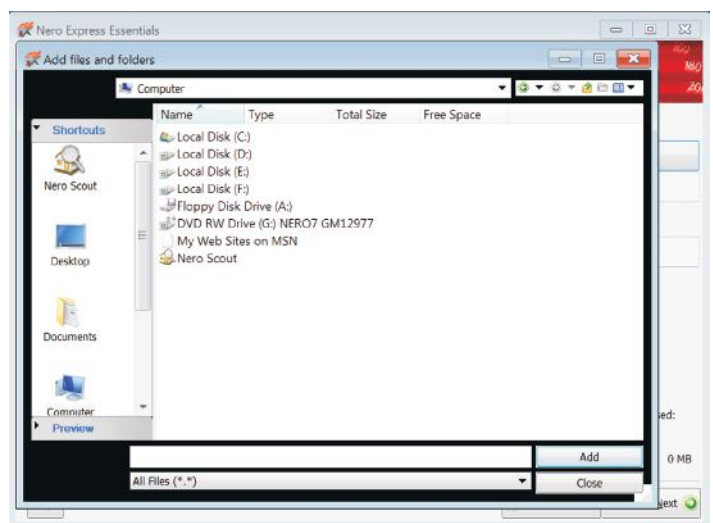 Nero Express Essentials
Add files and folders
Computer
Name Type Total Size Free Space
Shortcuts
Nero Scout
Desktop
Documents
Computer
Preview
Local Disk (C:)
Local Disk (D:)
Local Disk (E:)
Local Disk (F:)
Floppy Disk Drive (A:)
DVD RW Drive (G:) NERO7 GM12977
My Web Sites on MSN
Nero Scout
Add
All Files (*.*)
Close
160
20
ed:
0 MB
Next